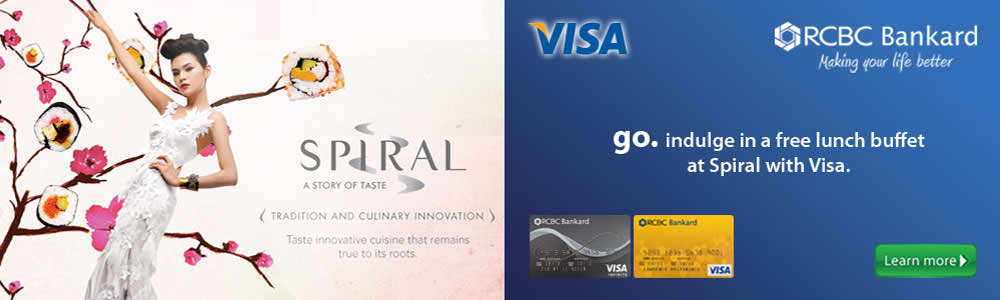 SPIRAL
A STORY OF TASTE
( TRADITION AND CULINARY INNOVATION )
Taste innovative cuisine that remains
true to its roots.
VISA
RCBC Bankard
Making your life better
go. indulge in a free lunch buffet
at Spiral with Visa.
RCBC Bankard
VISA
INFINITE
RCBC Bankard
VISA
Learn more